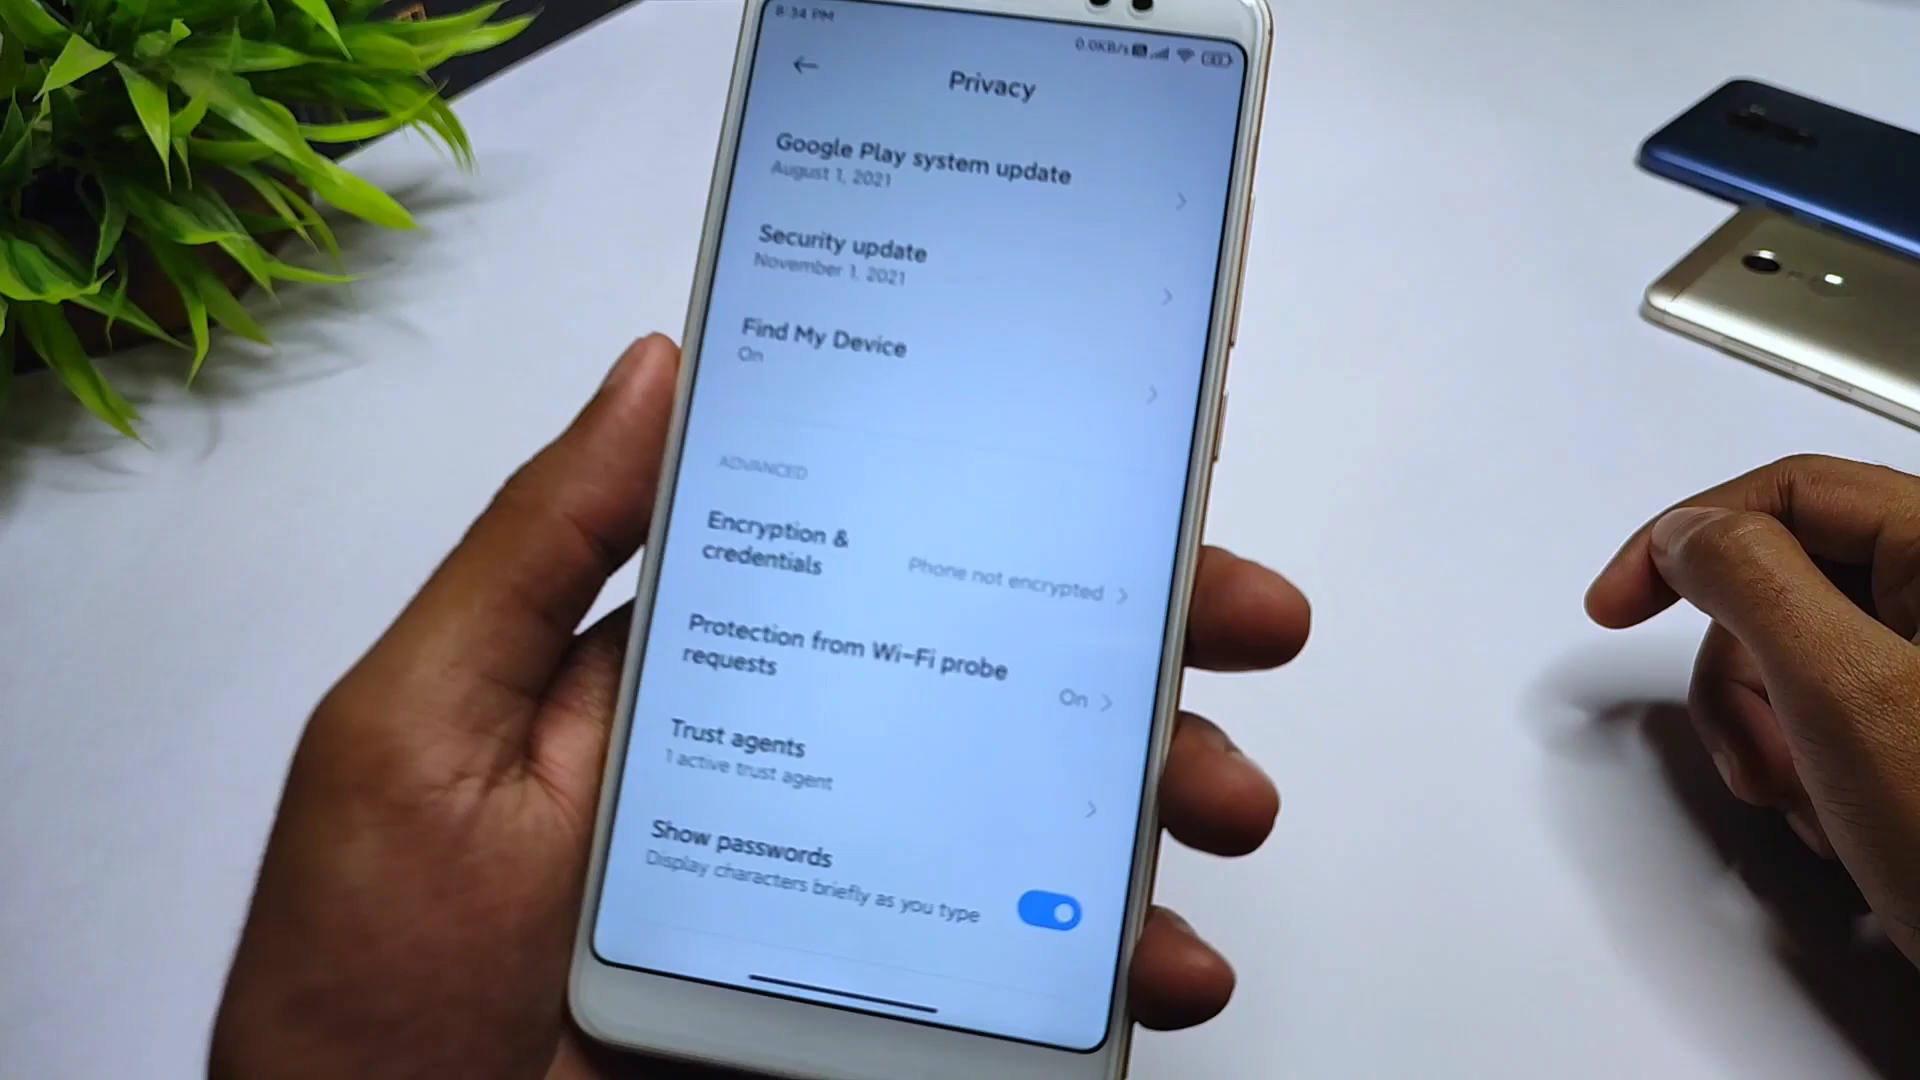 8:34 PM
0.0KB/s
Privacy
Google Play system update
August 1, 2021
Security update
November 1, 2021
Find My Device
On
ADVANCED
Encryption &
credentials
Phone not encrypted
Protection from Wi-Fi probe
requests
On
Trust agents
1 active trust agent
Show passwords
Display characters briefly as you type